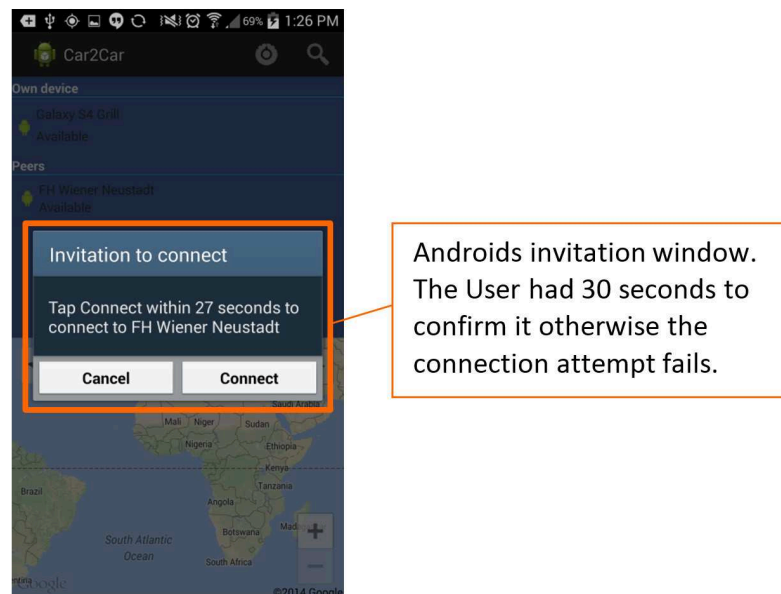 69% 1:26 PM
Car2Car
Own device
Galaxy S4 Grill
Available
Peers
FH Wiener Neustadt
Available
Invitation to connect
Tap Connect within 27 seconds to
connect to FH Wiener Neustadt
Cancel Connect
Androids invitation window.
The User had 30 seconds to
confirm it otherwise the
connection attempt fails.
Saudi Arabia
Mali Niger Sudan
Nigeria Ethiopia
Kenya
Tanzania
Brazil
Angola
Botswana
South Atlantic
Ocean
South Africa
+
-
Google
©2014 Google